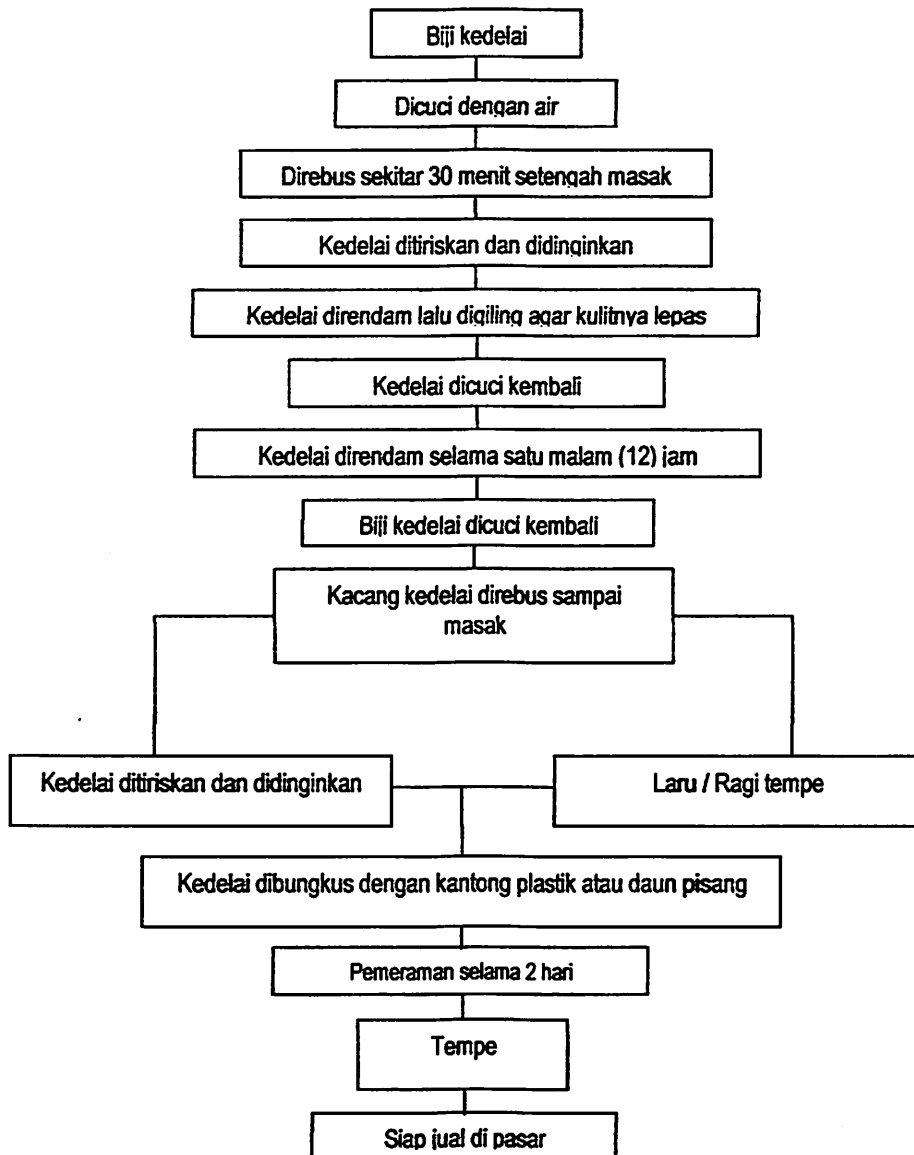 Biji kedelai
Dicuci dengan air
Direbus sekitar 30 menit setengah masak
Kedelai ditiriskan dan didinginkan
Kedelai direndam lalu digiling agar kulitnya lepas
Kedelai dicuci kembali
Kedelai direndam selama satu malam (12) jam
Biji kedelai dicuci kembali
Kacang kedelai direbus sampai
masak
Kedelai ditiriskan dan didinginkan
Laru / Ragi tempe
Kedelai dibungkus dengan kantong plastik atau daun pisang
Pemeraman selama 2 hari
Tempe
Siap jual di pasar